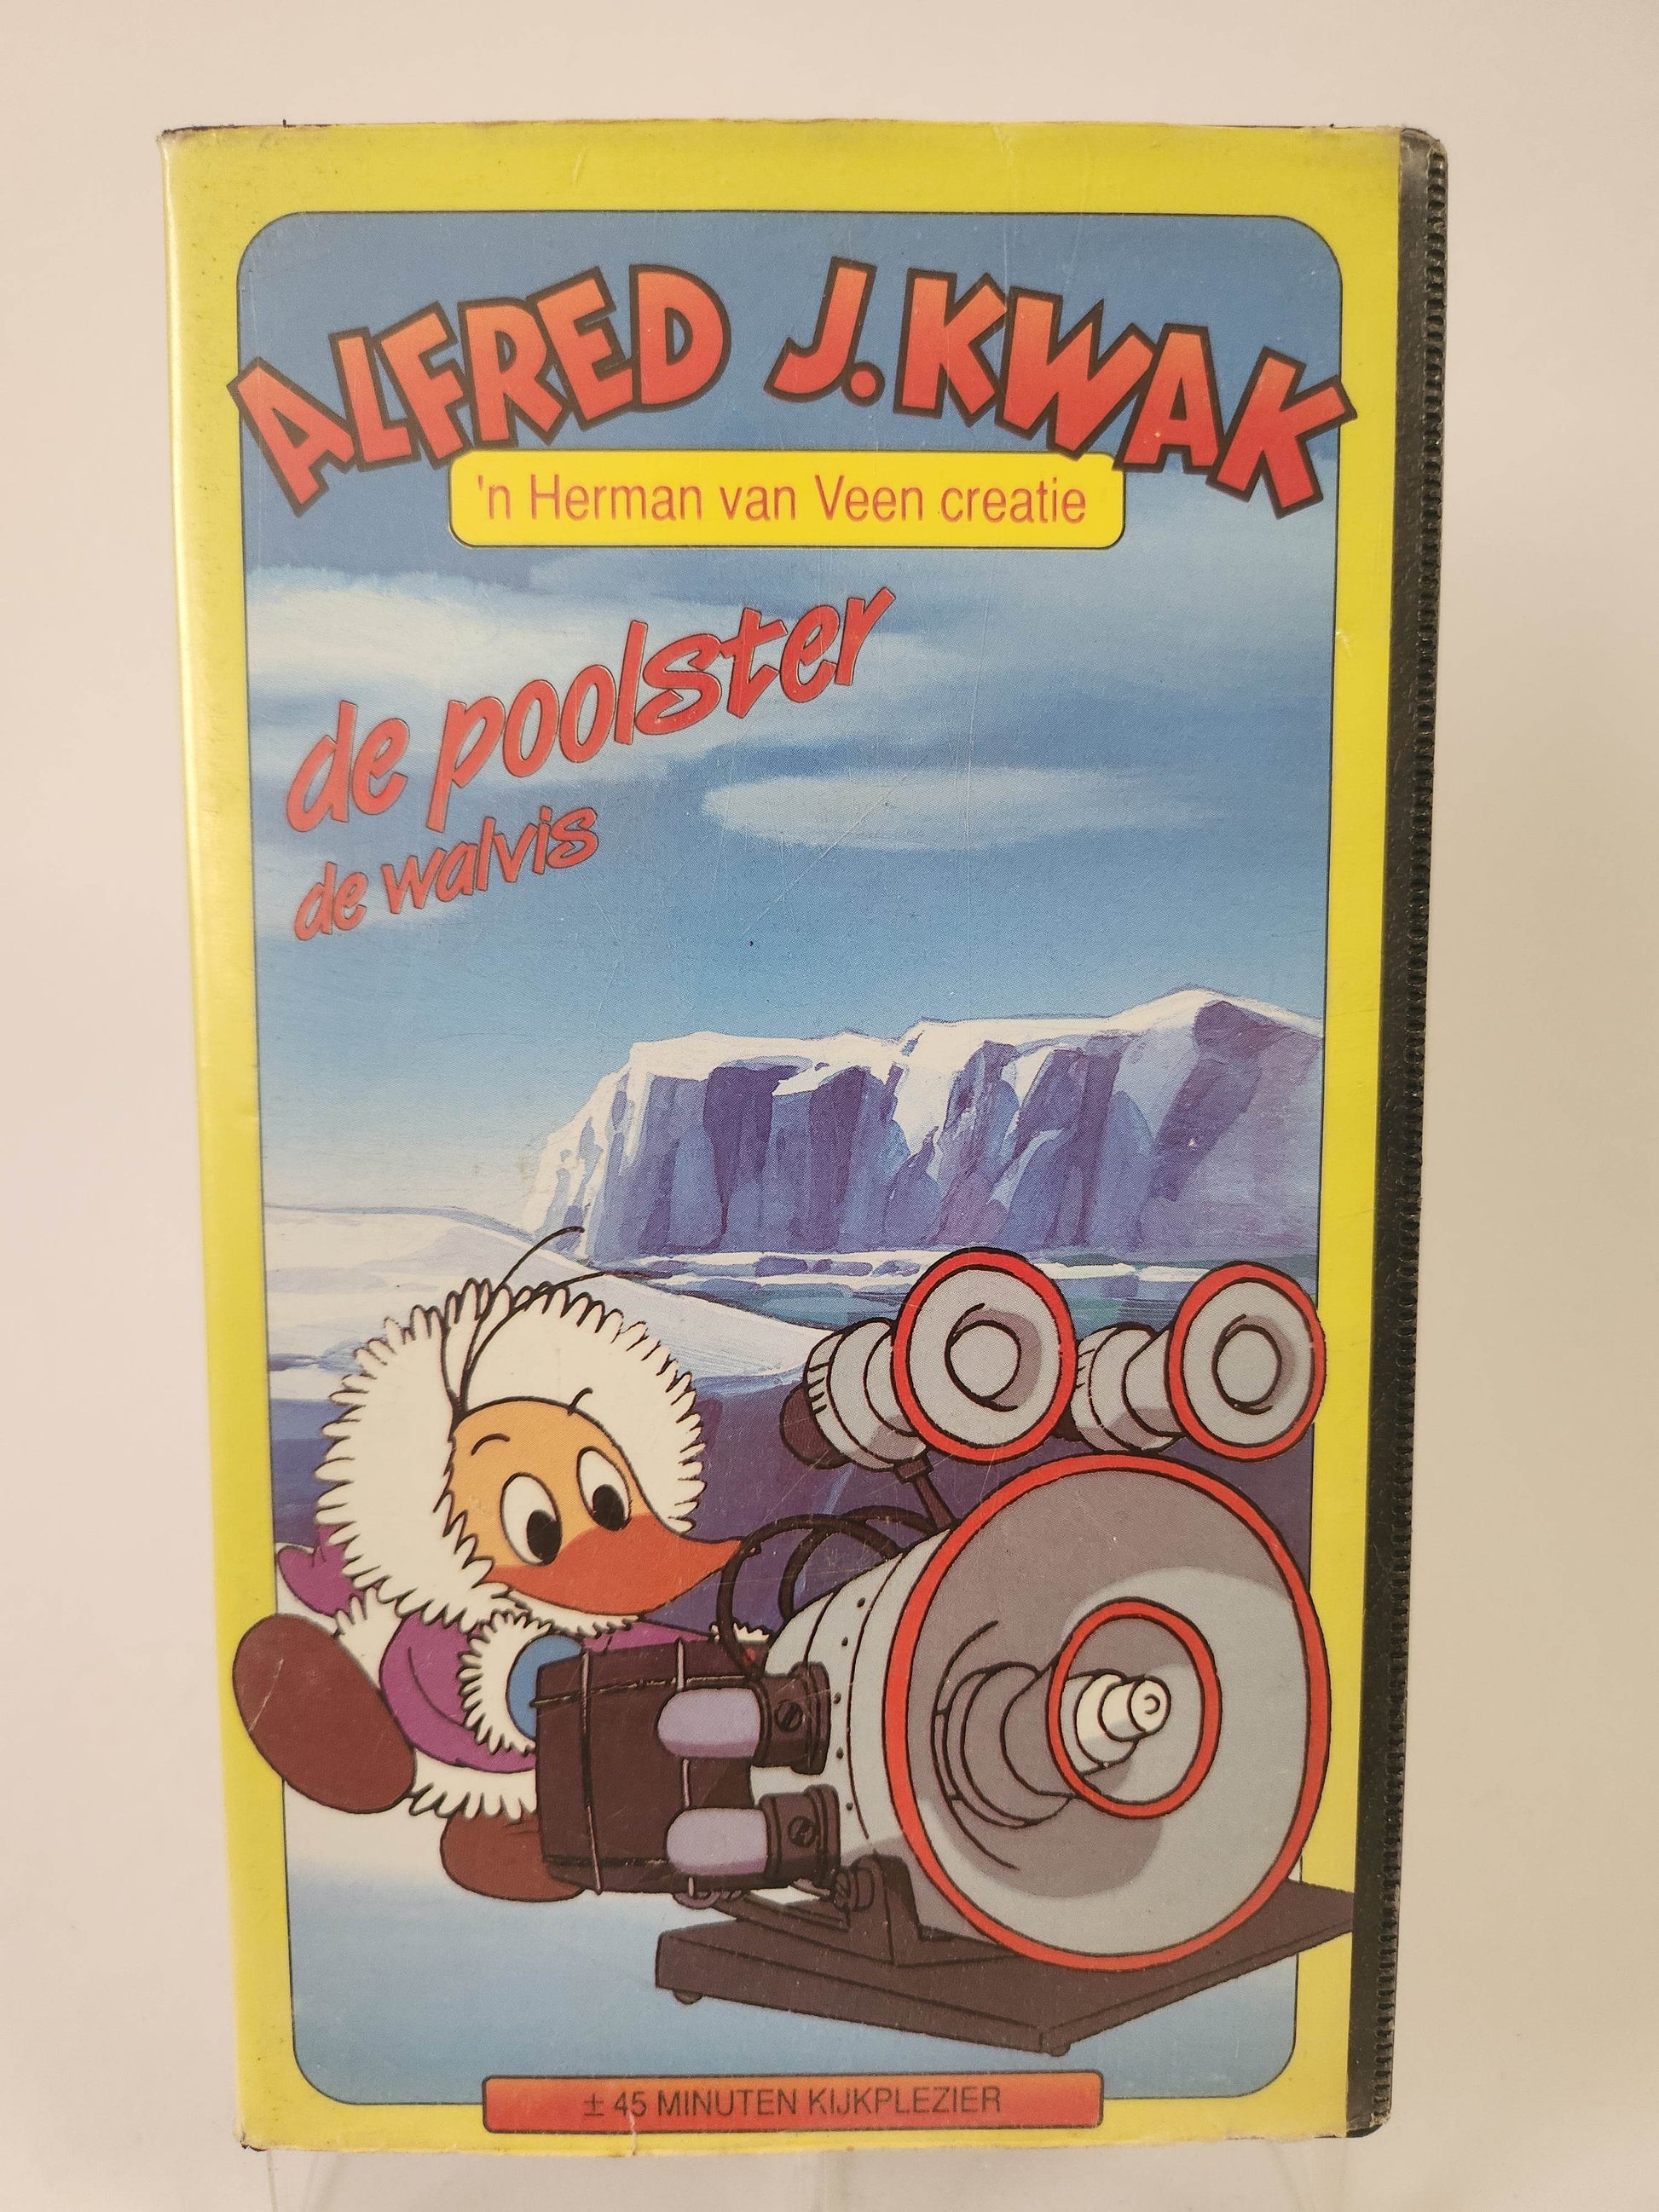 ALFRED J. KWAK
'n Herman van Veen creatie
de poolster
de walvis
± 45 MINUTEN KIJKPLEZIER